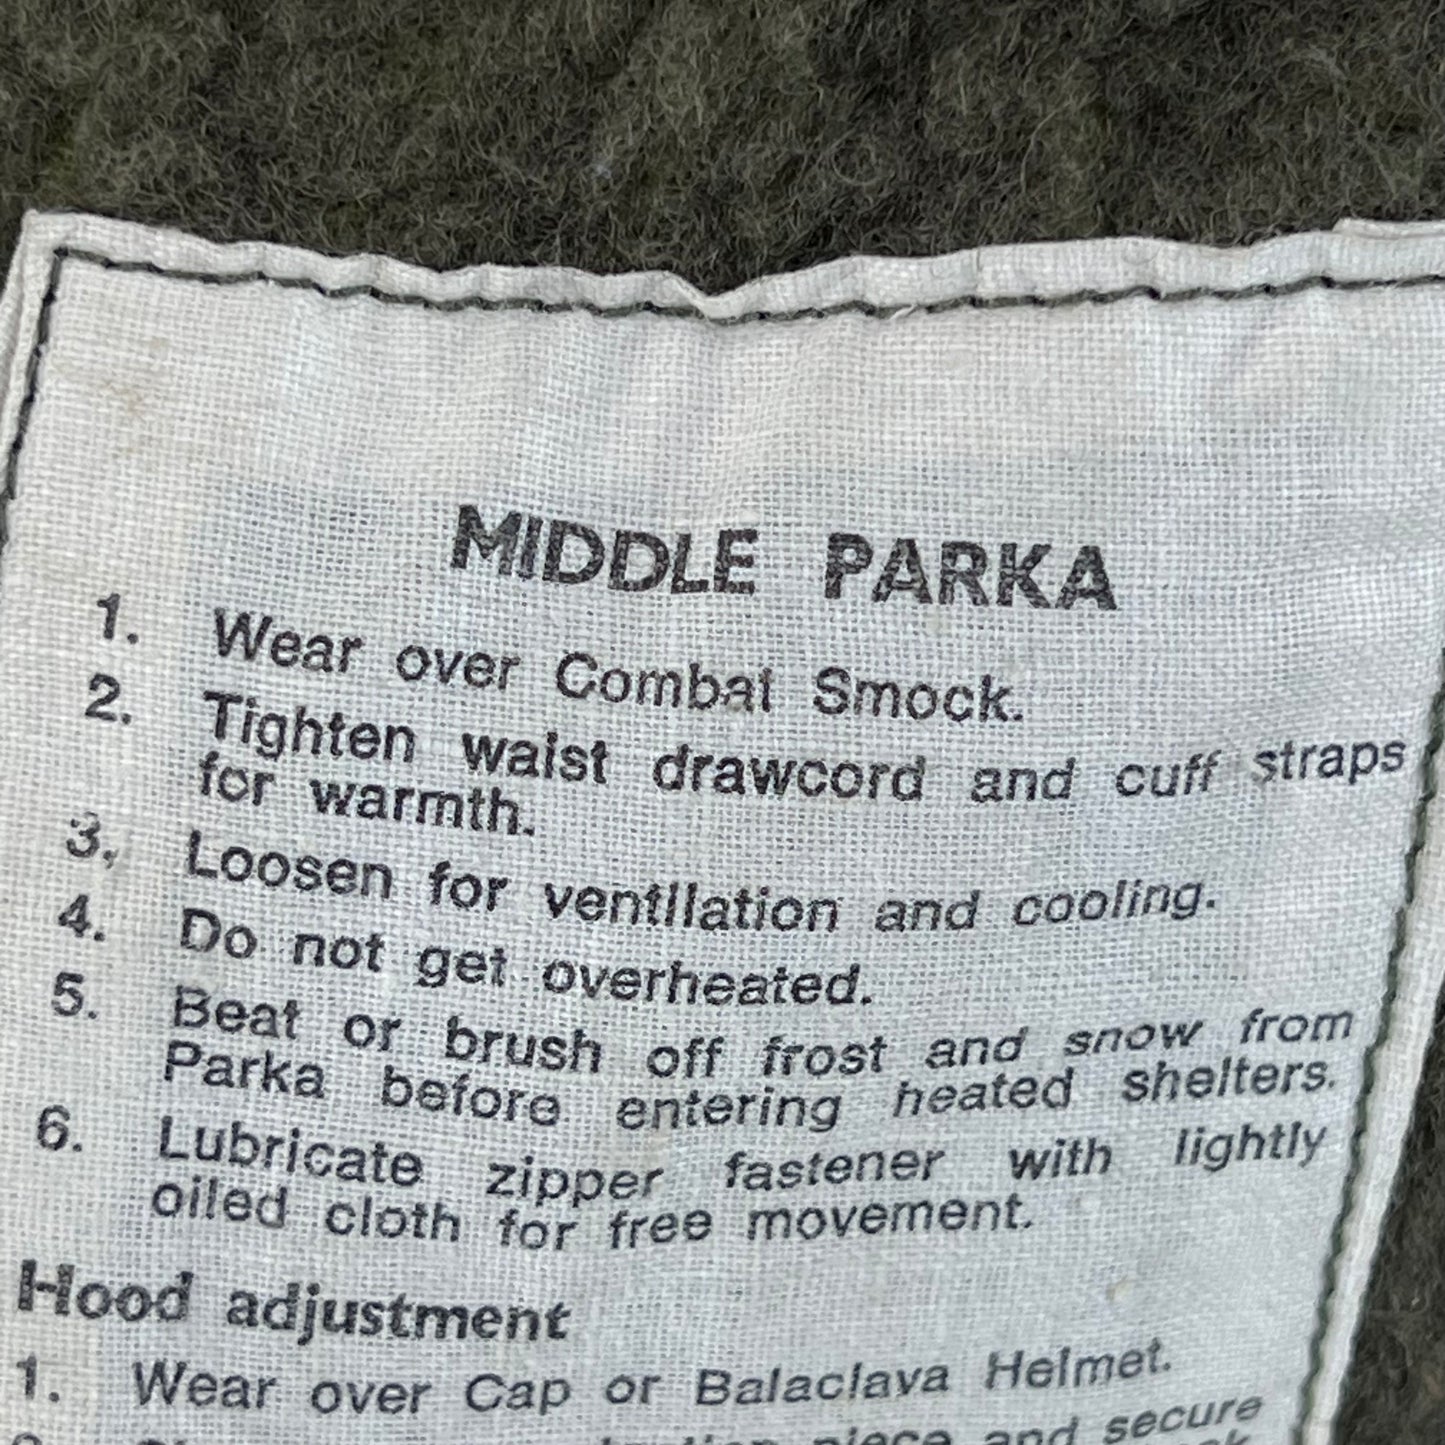 MIDDLE PARKA
1. Wear over Combat Smock.
2. Tighten waist drawcord and cuff straps
for warmth.
3. Loosen for ventilation and cooling.
4. Do not get overheated.
5. Beat or brush off frost and snow from
Parka before entering heated shelters.
6. Lubricate zipper fastener with lightly
oiled cloth for free movement.
Hood adjustment
1. Wear over Cap or Balaclava Helmet.
piece and secure